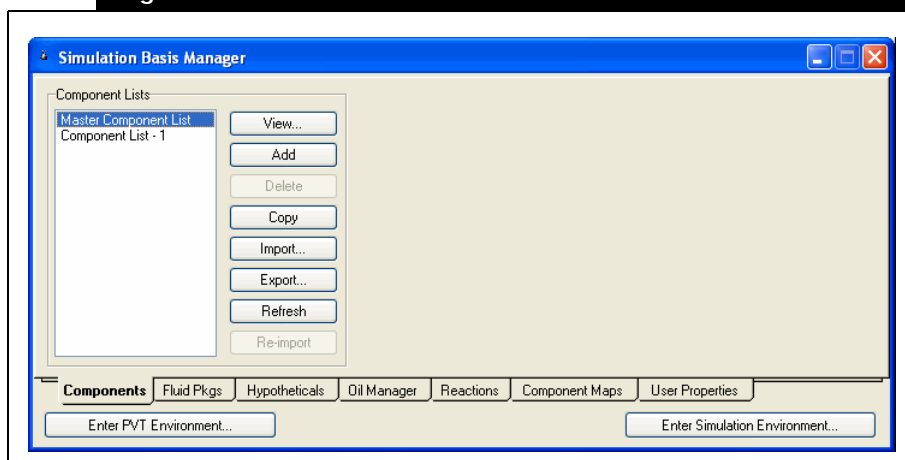 Simulation Basis Manager
Component Lists
Master Component List
Component List - 1
View...
Add
Delete
Copy
Import...
Export...
Refresh
Re-import
Components Fluid Pkgs Hypotheticals Oil Manager Reactions Component Maps User Properties
Enter PVT Environment... Enter Simulation Environment...